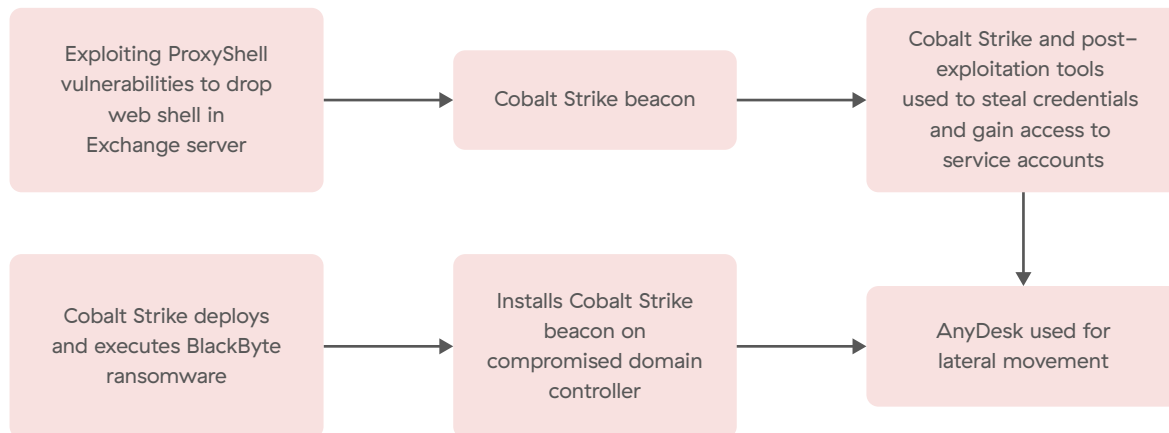 Exploiting ProxyShell
vulnerabilities to drop
web shell in
Exchange server
Cobalt Strike beacon
Cobalt Strike and post–
exploitation tools
used to steal credentials
and gain access to
service accounts
Cobalt Strike deploys
and executes BlackByte
ransomware
Installs Cobalt Strike
beacon on
compromised domain
controller
AnyDesk used for
lateral movement